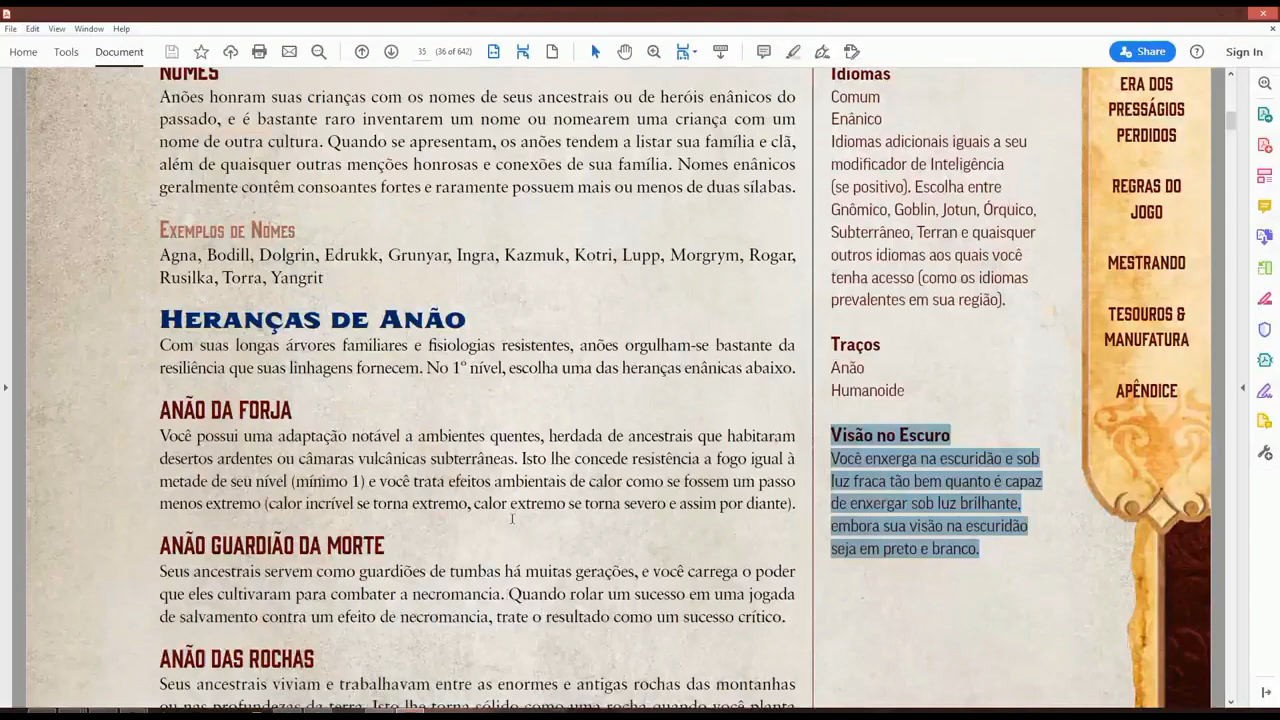 File Edit View Window Help
Home Tools Document 35 (36 of 642) Share Sign In
NOMES
Anões honram suas crianças com os nomes de seus ancestrais ou de heróis enânicos do
passado, e é bastante raro inventarem um nome ou nomearem uma criança com um
nome de outra cultura. Quando se apresentam, os anões tendem a listar sua família e clã,
além de quaisquer outras menções honrosas e conexões de sua família. Nomes enânicos
geralmente contêm consoantes fortes e raramente possuem mais ou menos de duas sílabas.
Exemplos de Nomes
Agna, Bodill, Dolgrin, Edrukk, Grunyar, Ingra, Kazmuk, Kotri, Lupp, Morgrym, Rogar,
Rusilka, Torra, Yangrit
Heranças de Anão
Com suas longas árvores familiares e fisiologias resistentes, anões orgulham-se bastante da
resiliência que suas linhagens fornecem. No 1º nível, escolha uma das heranças enânicas abaixo.
ANÃO DA FORJA
Você possui uma adaptação notável a ambientes quentes, herdada de ancestrais que habitaram
desertos ardentes ou câmaras vulcânicas subterrâneas. Isto lhe concede resistência a fogo igual à
metade de seu nível (mínimo 1) e você trata efeitos ambientais de calor como se fossem um passo
menos extremo (calor incrível se torna extremo, calor extremo se torna severo e assim por diante).
ANÃO GUARDIÃO DA MORTE
Seus ancestrais servem como guardiões de tumbas há muitas gerações, e você carrega o poder
que eles cultivaram para combater a necromancia. Quando rolar um sucesso em uma jogada
de salvamento contra um efeito de necromancia, trate o resultado como um sucesso crítico.
ANÃO DAS ROCHAS
Seus ancestrais viviam e trabalhavam entre as enormes e antigas rochas das montanhas
ou nas profundezas da terra. Isto lhe torna sólido como uma rocha quando você planta
Idiomas
Comum
Enânico
Idiomas adicionais iguais a seu
modificador de Inteligência
(se positivo). Escolha entre
Gnômico, Goblin, Jotun, Órquico,
Subterrâneo, Terran e quaisquer
outros idiomas aos quais você
tenha acesso (como os idiomas
prevalentes em sua região).
Traços
Anão
Humanoide
Visão no Escuro
Você enxerga na escuridão e sob
luz fraca tão bem quanto é capaz
de enxergar sob luz brilhante,
embora sua visão na escuridão
seja em preto e branco.
ERA DOS
PRESSÁGIOS
PERDIDOS
REGRAS DO
JOGO
MESTRANDO
TESOUROS &
MANUFATURA
APÊNDICE